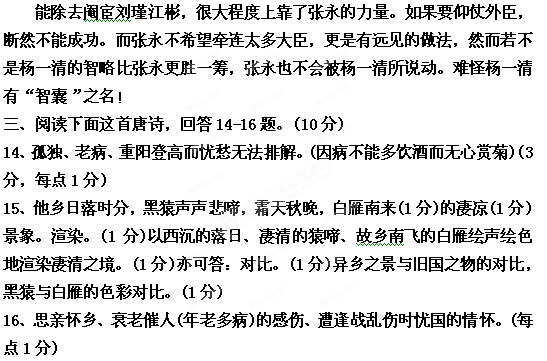 能除去阉宦刘瑾江彬，很大程度上靠了张永的力量。如果要仰仗外臣，
断然不能成功。而张永不希望牵连太多大臣，更是有远见的做法，然而若不
是杨一清的智略比张永更胜一筹，张永也不会被杨一清所说动。难怪杨一清
有“智囊”之名！
三、阅读下面这首唐诗，回答14-16题。(10分)
14、孤独、老病、重阳登高而忧愁无法排解。(因病不能多饮酒而无心赏菊)(3
分，每点1分)
15、他乡日落时分，黑猿声声悲啼，霜天秋晚，白雁南来(1分)的凄凉(1分)
景象。渲染。(1分)以西沉的落日、凄清的猿啼、故乡南飞的白雁绘声绘色
地渲染凄清之境。(1分)亦可答：对比。(1分)异乡之景与旧国之物的对比，
黑猿与白雁的色彩对比。(1分)
16、思亲怀乡、衰老催人(年老多病)的感伤、遭逢战乱伤时忧国的情怀。(每
点1分)